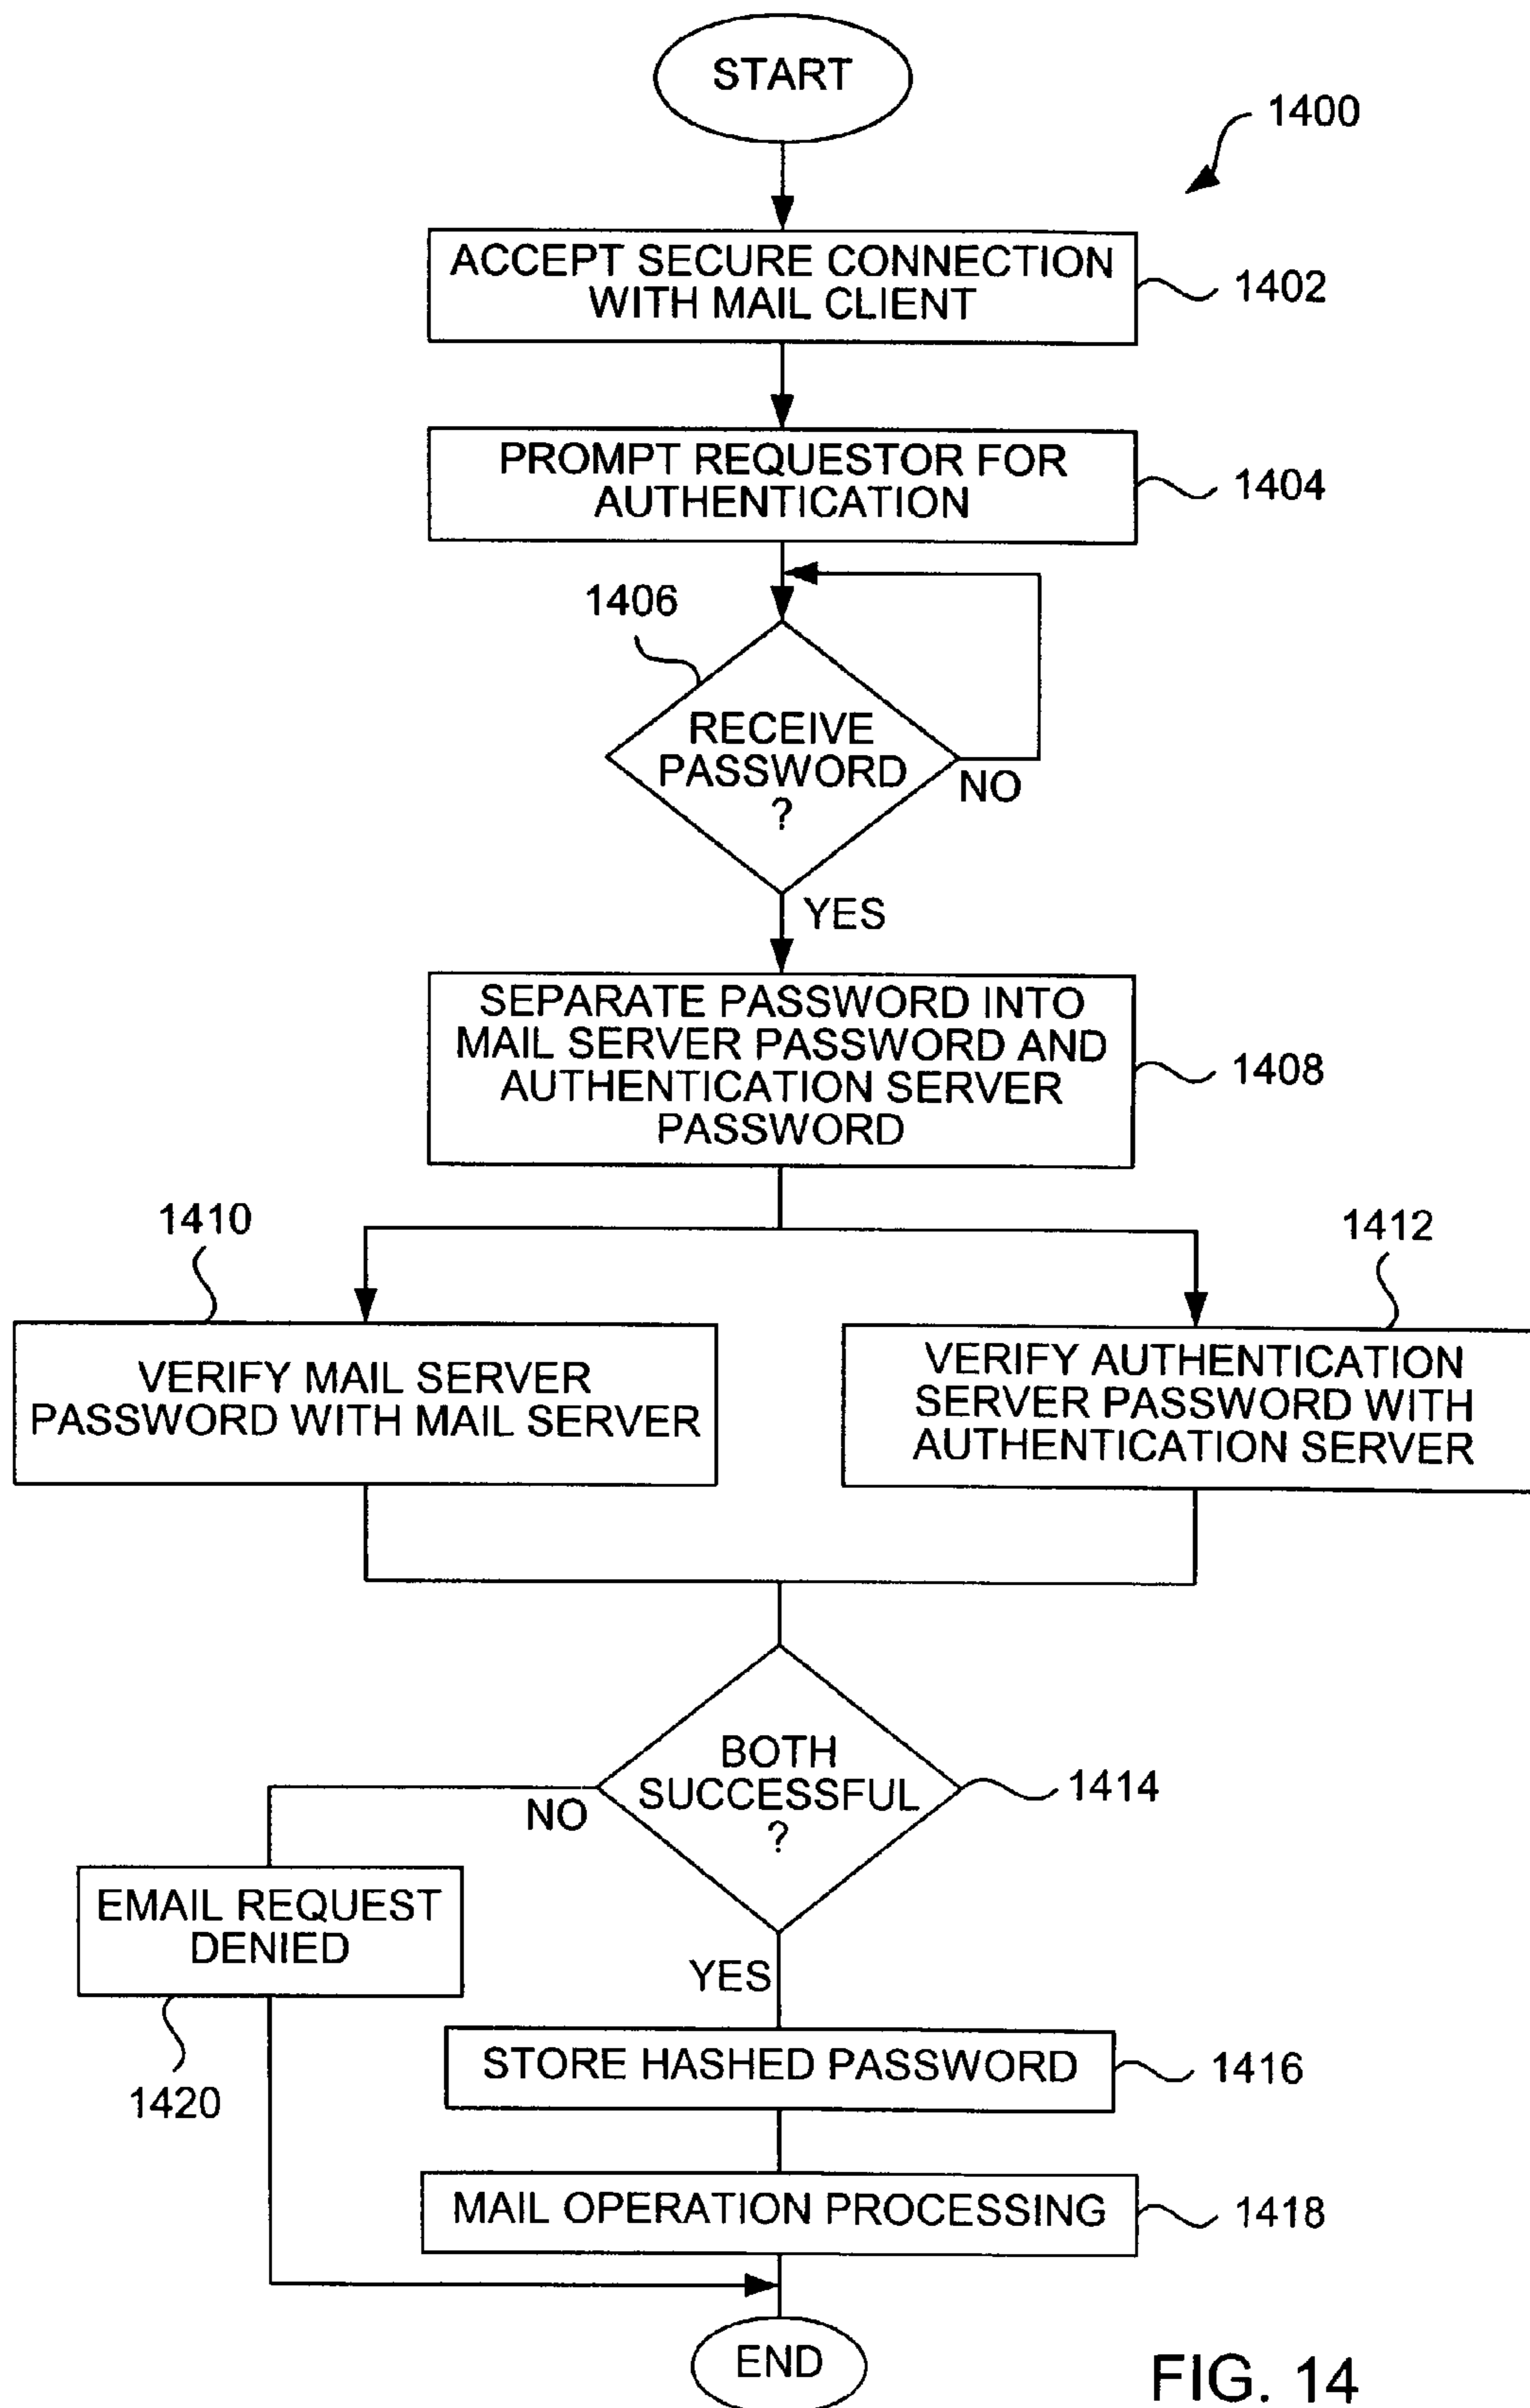 START
1400
ACCEPT SECURE CONNECTION
WITH MAIL CLIENT
1402
PROMPT REQUESTOR FOR
AUTHENTICATION
1404
1406
RECEIVE
PASSWORD
?
NO
YES
SEPARATE PASSWORD INTO
MAIL SERVER PASSWORD AND
AUTHENTICATION SERVER
PASSWORD
1408
1410
1412
VERIFY MAIL SERVER
PASSWORD WITH MAIL SERVER
VERIFY AUTHENTICATION
SERVER PASSWORD WITH
AUTHENTICATION SERVER
BOTH
SUCCESSFUL
?
1414
NO
EMAIL REQUEST
DENIED
1420
YES
STORE HASHED PASSWORD
1416
MAIL OPERATION PROCESSING
1418
END
FIG. 14